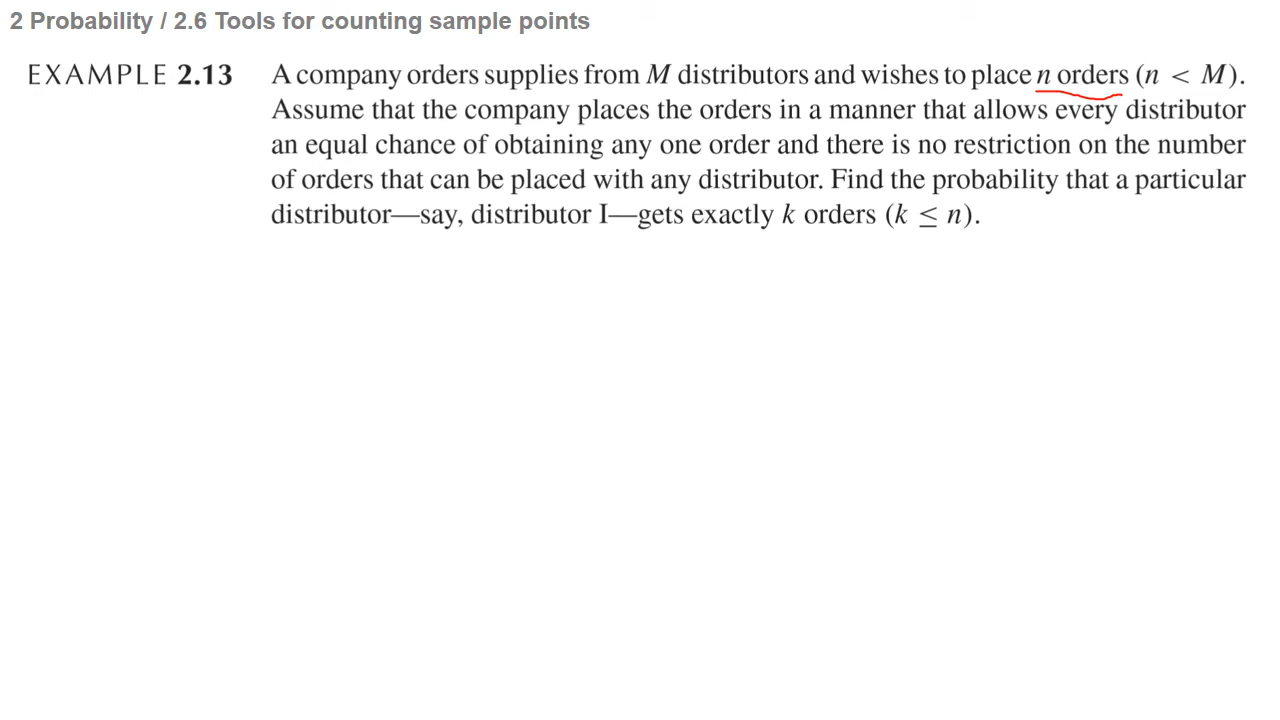 2 Probability / 2.6 Tools for counting sample points
EXAMPLE 2.13 A company orders supplies from M distributors and wishes to place n orders (n < M).
Assume that the company places the orders in a manner that allows every distributor
an equal chance of obtaining any one order and there is no restriction on the number
of orders that can be placed with any distributor. Find the probability that a particular
distributor—say, distributor I—gets exactly k orders (k ≤ n).